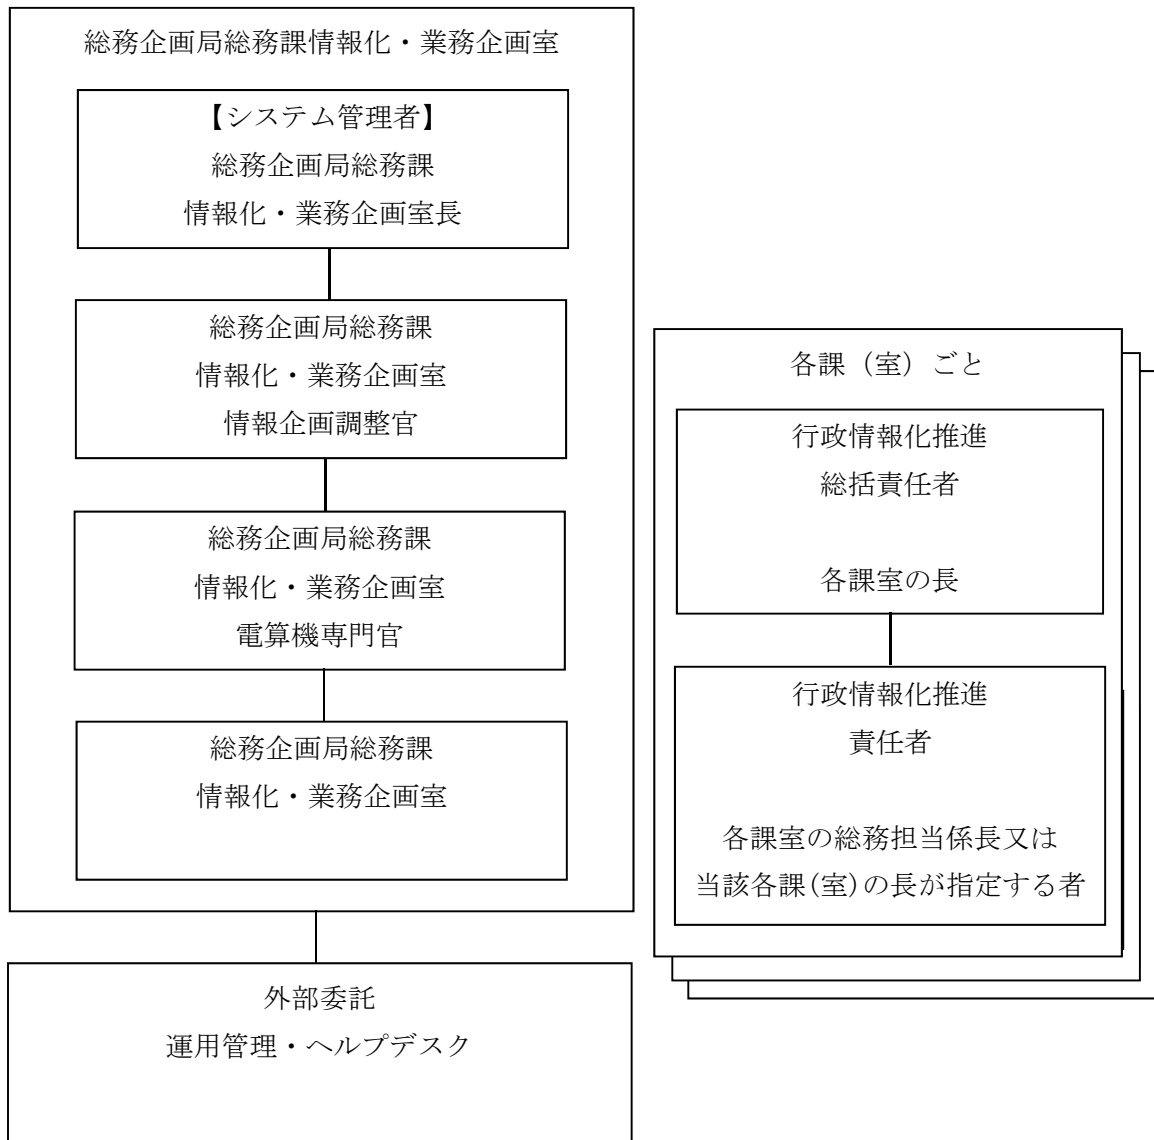 総務企画局総務課情報化・業務企画室
【システム管理者】
総務企画局総務課
情報化・業務企画室長
総務企画局総務課
情報化・業務企画室
情報企画調整官
総務企画局総務課
情報化・業務企画室
電算機専門官
総務企画局総務課
情報化・業務企画室
外部委託
運用管理・ヘルプデスク
各課（室）ごと
行政情報化推進
総括責任者
各課室の長
行政情報化推進
責任者
各課室の総務担当係長又は
当該各課(室)の長が指定する者